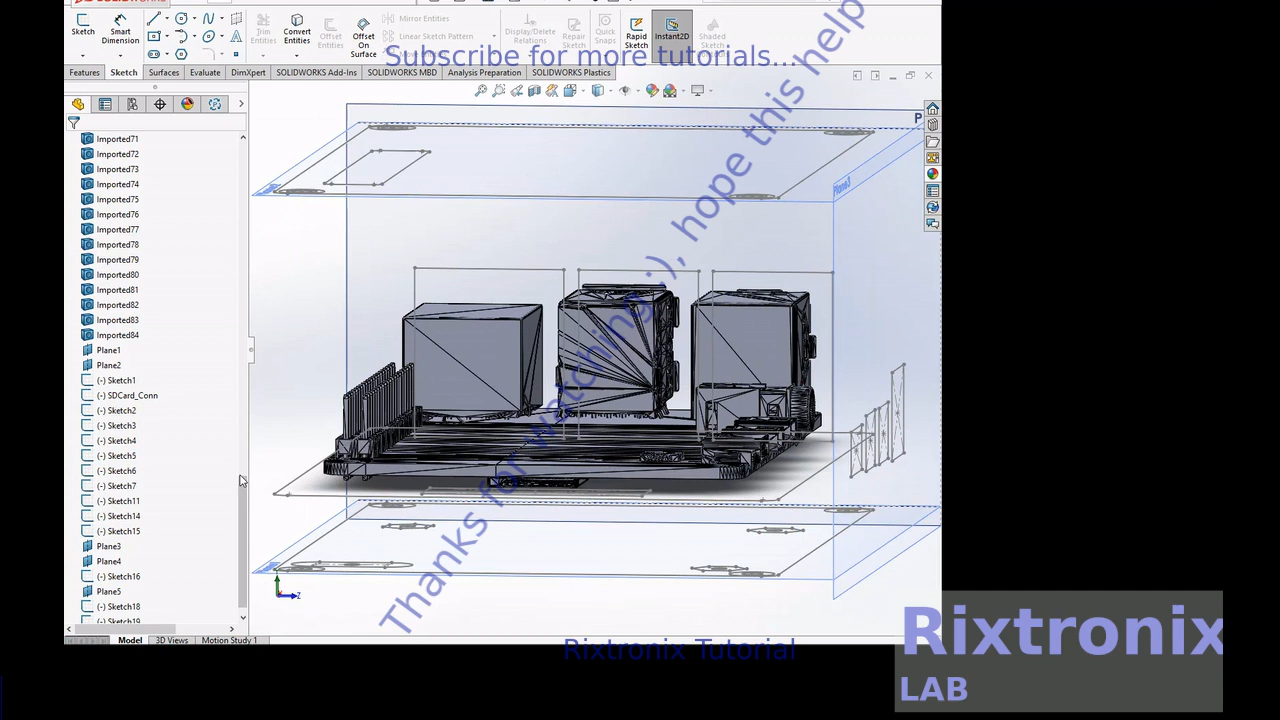 Sketch
Smart Dimension
Trim Entities
Convert Entities
Offset Entities
Offset On Surface
Mirror Entities
Linear Sketch Pattern
Display/Delete Relations
Repair Sketch
Quick Snaps
Rapid Sketch
Instant2D
Shaded Sketch
Subscribe for more tutorials...
Features
Sketch
Surfaces
Evaluate
DimXpert
SOLIDWORKS Add-Ins
SOLIDWORKS MBD
Analysis Preparation
SOLIDWORKS Plastics
Imported71
Imported72
Imported73
Imported74
Imported75
Imported76
Imported77
Imported78
Imported79
Imported80
Imported81
Imported82
Imported83
Imported84
Plane1
Plane2
(-) Sketch1
(-) SDCard_Conn
(-) Sketch2
(-) Sketch3
(-) Sketch4
(-) Sketch5
(-) Sketch6
(-) Sketch7
(-) Sketch11
(-) Sketch14
(-) Sketch15
Plane3
Plane4
(-) Sketch16
Plane5
(-) Sketch18
(-) Sketch19
P
Plane3
Z
Thanks for watching ;), hope this help
Model
3D Views
Motion Study 1
Rixtronix Tutorial
Rixtronix
LAB